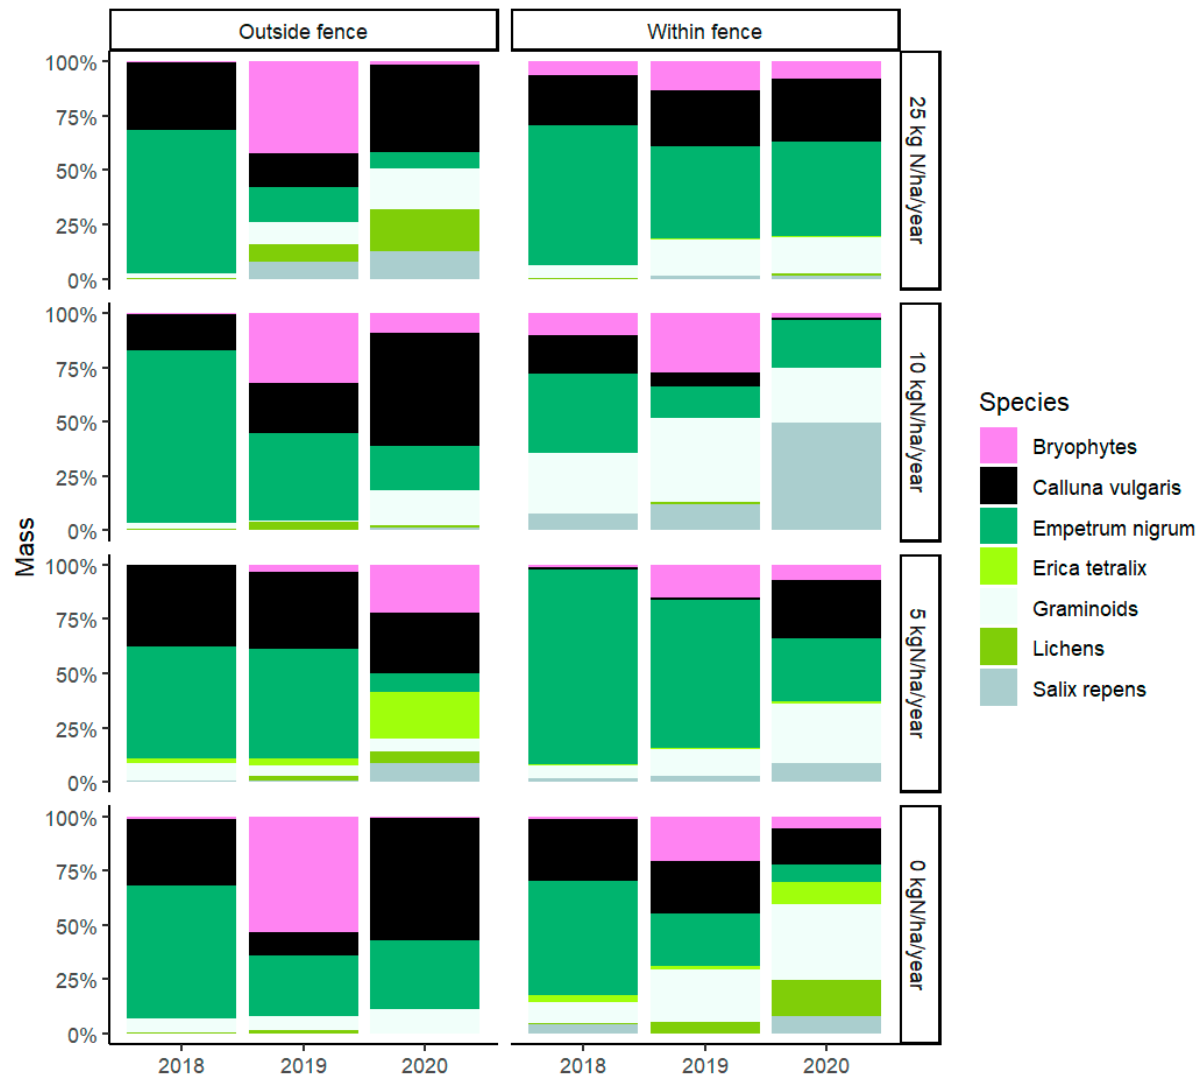 Outside fence
Within fence
100%
75%
50%
25%
0%
25 kg N/ha/year
100%
75%
50%
25%
0%
10 kgN/ha/year
100%
75%
50%
25%
0%
5 kgN/ha/year
100%
75%
50%
25%
0%
0 kgN/ha/year
Mass
2018
2019
2020
2018
2019
2020
Species
Bryophytes
Calluna vulgaris
Empetrum nigrum
Erica tetralix
Graminoids
Lichens
Salix repens